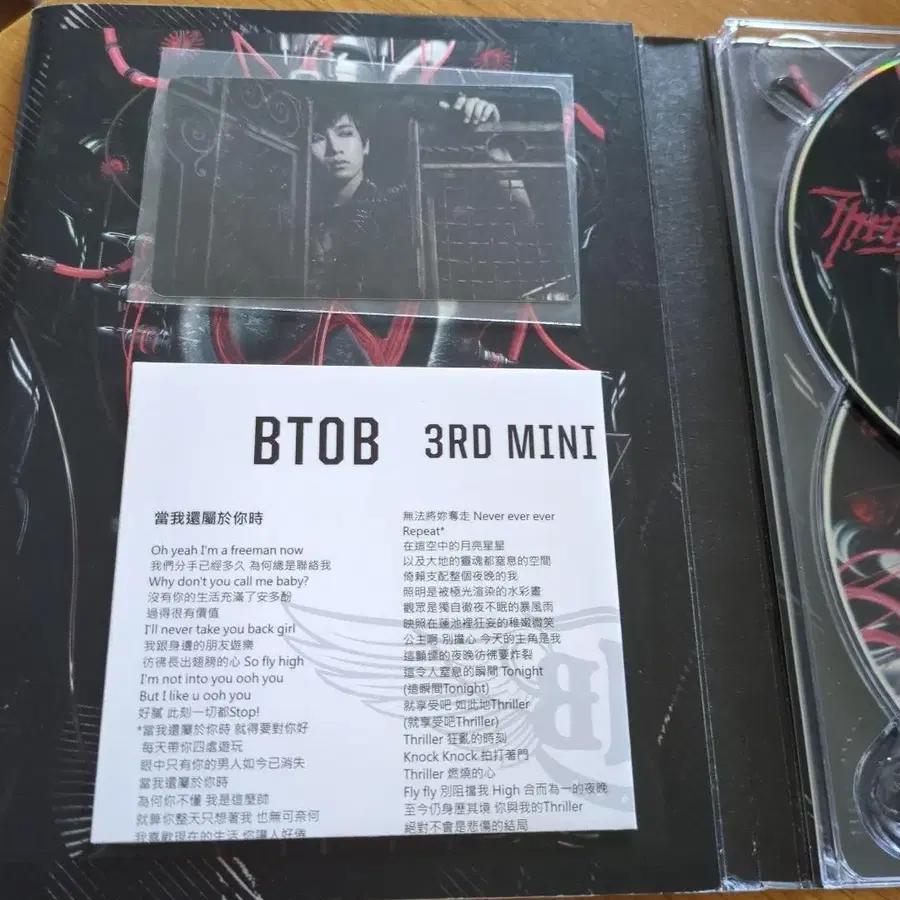 BTOB 3RD MINI
當我還屬於你時
Oh yeah I'm a freeman now
我們分手已經多久 為何總是聯絡我
Why don't you call me baby?
沒有你的生活充滿了安多酚
過得很有價值
I'll never take you back girl
我跟身邊的朋友遊樂
彷彿長出翅膀的心 So fly high
I'm not into you ooh you
But I like u ooh you
好膩 此刻一切都Stop!
*當我還屬於你時 就得要對你好
每天帶你四處遊玩
眼中只有你的男人如今已消失
當我還屬於你時
為何你不懂 我是這麼帥
就算你整天只想著我 也無可奈何
我喜歡現在的生活 你讓人好倦
無法將妳奪走 Never ever ever
Repeat*
在這空中的月亮星星
以及大地的靈魂都窒息的空間
倚賴支配整個夜晚的我
照明是被極光渲染的水彩畫
觀眾是獨自徹夜不眠的暴風雨
映照在蓮池裡狂妄的稚嫩微笑
公主啊 別擔心 今天的主角是我
這顫慄的夜晚彷彿要炸裂
這令人窒息的瞬間 Tonight
(這瞬間Tonight)
就享受吧 如此地Thriller
(就享受吧Thriller)
Thriller 狂亂的時刻
Knock Knock 拍打著門
Thriller 燃燒的心
Fly fly 別阻擋我 High 合而為一的夜晚
至今仍身歷其境 你與我的Thriller
絕對不會是悲傷的結局